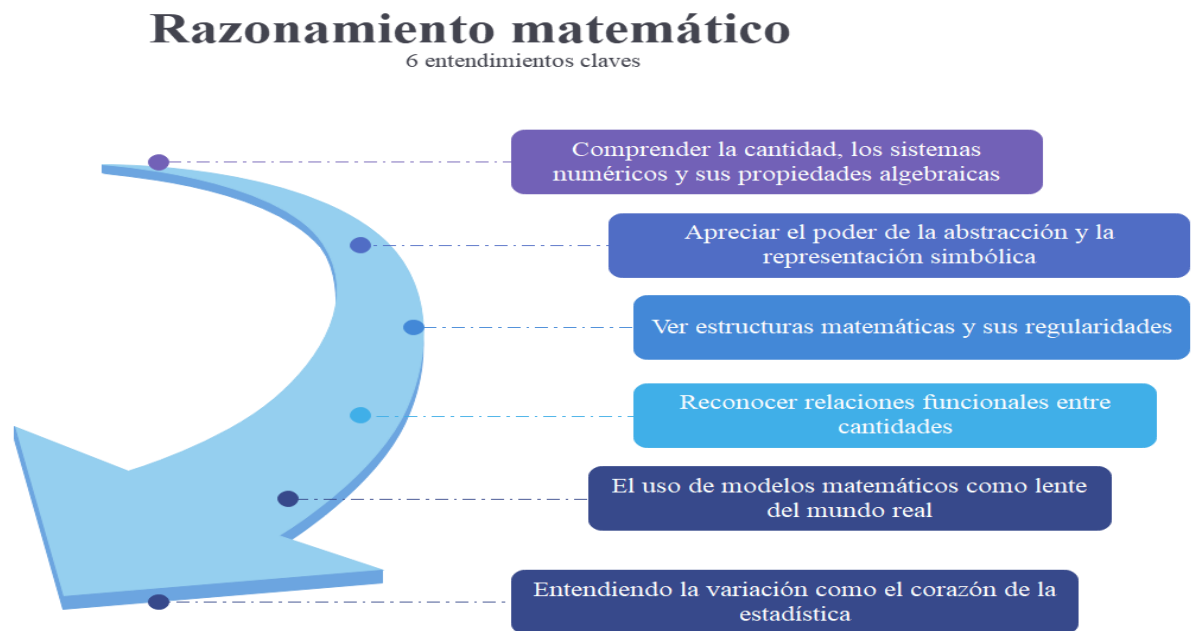 Razonamiento matemático
6 entendimientos claves
Comprender la cantidad, los sistemas
numéricos y sus propiedades algebraicas
Apreciar el poder de la abstracción y la
representación simbólica
Ver estructuras matemáticas y sus regularidades
Reconocer relaciones funcionales entre
cantidades
El uso de modelos matemáticos como lente
del mundo real
Entendiendo la variación como el corazón de la
estadística